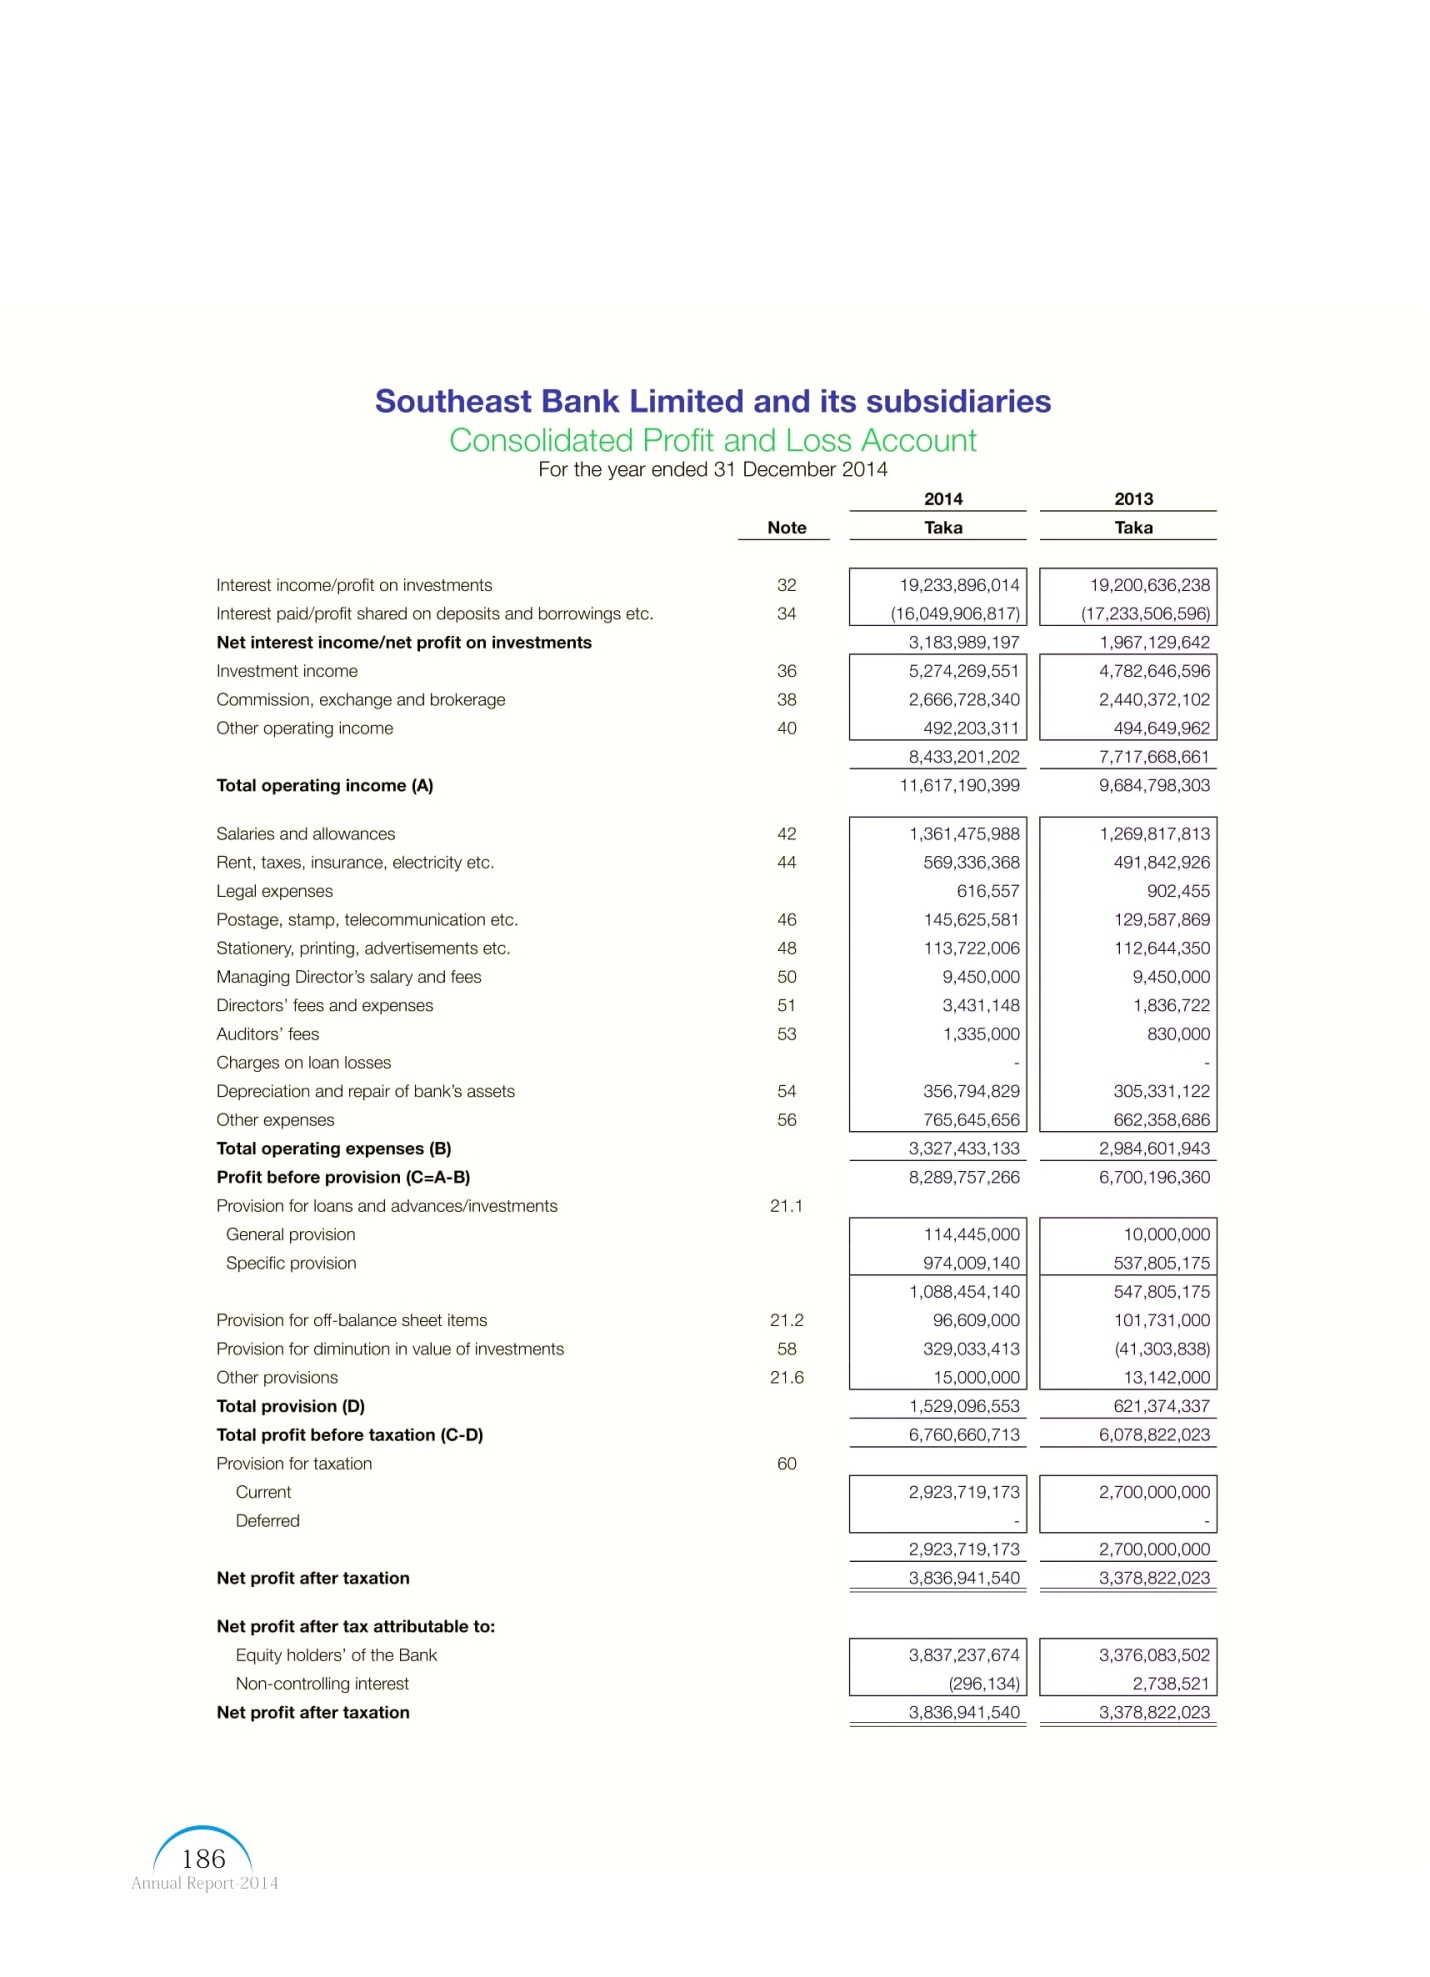 Southeast Bank Limited and its subsidiaries
Consolidated Profit and Loss Account
For the year ended 31 December 2014
2014 2013
Note Taka Taka
Interest income/profit on investments 32 19,233,896,014 19,200,636,238
Interest paid/profit shared on deposits and borrowings etc. 34 (16,049,906,817) (17,233,506,596)
Net interest income/net profit on investments 3,183,989,197 1,967,129,642
Investment income 36 5,274,269,551 4,782,646,596
Commission, exchange and brokerage 38 2,666,728,340 2,440,372,102
Other operating income 40 492,203,311 494,649,962
8,433,201,202 7,717,668,661
Total operating income (A) 11,617,190,399 9,684,798,303
Salaries and allowances 42 1,361,475,988 1,269,817,813
Rent, taxes, insurance, electricity etc. 44 569,336,368 491,842,926
Legal expenses 616,557 902,455
Postage, stamp, telecommunication etc. 46 145,625,581 129,587,869
Stationery, printing, advertisements etc. 48 113,722,006 112,644,350
Managing Director's salary and fees 50 9,450,000 9,450,000
Directors' fees and expenses 51 3,431,148 1,836,722
Auditors' fees 53 1,335,000 830,000
Charges on loan losses - -
Depreciation and repair of bank's assets 54 356,794,829 305,331,122
Other expenses 56 765,645,656 662,358,686
Total operating expenses (B) 3,327,433,133 2,984,601,943
Profit before provision (C=A-B) 8,289,757,266 6,700,196,360
Provision for loans and advances/investments 21.1
General provision 114,445,000 10,000,000
Specific provision 974,009,140 537,805,175
1,088,454,140 547,805,175
Provision for off-balance sheet items 21.2 96,609,000 101,731,000
Provision for diminution in value of investments 58 329,033,413 (41,303,838)
Other provisions 21.6 15,000,000 13,142,000
Total provision (D) 1,529,096,553 621,374,337
Total profit before taxation (C-D) 6,760,660,713 6,078,822,023
Provision for taxation 60
Current 2,923,719,173 2,700,000,000
Deferred - -
2,923,719,173 2,700,000,000
Net profit after taxation 3,836,941,540 3,378,822,023
Net profit after tax attributable to:
Equity holders' of the Bank 3,837,237,674 3,376,083,502
Non-controlling interest (296,134) 2,738,521
Net profit after taxation 3,836,941,540 3,378,822,023
186
Annual Report-2014